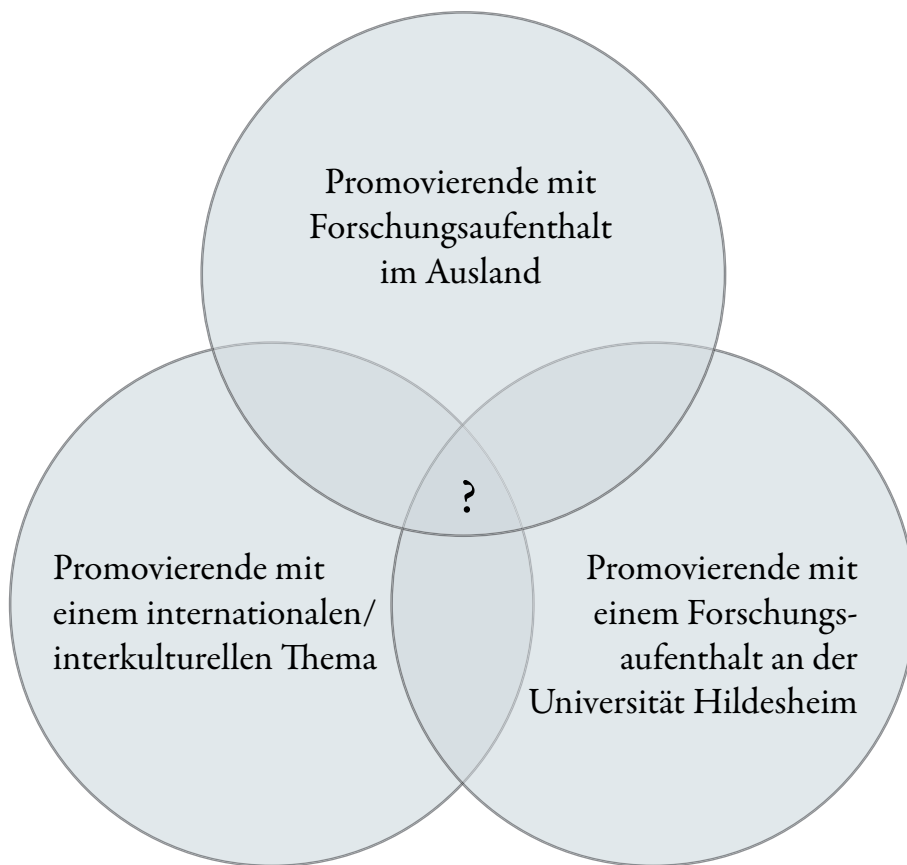 Promovierende mit
Forschungsaufenthalt
im Ausland
?
Promovierende mit
einem internationalen/
interkulturellen Thema
Promovierende mit
einem Forschungs-
aufenthalt an der
Universität Hildesheim